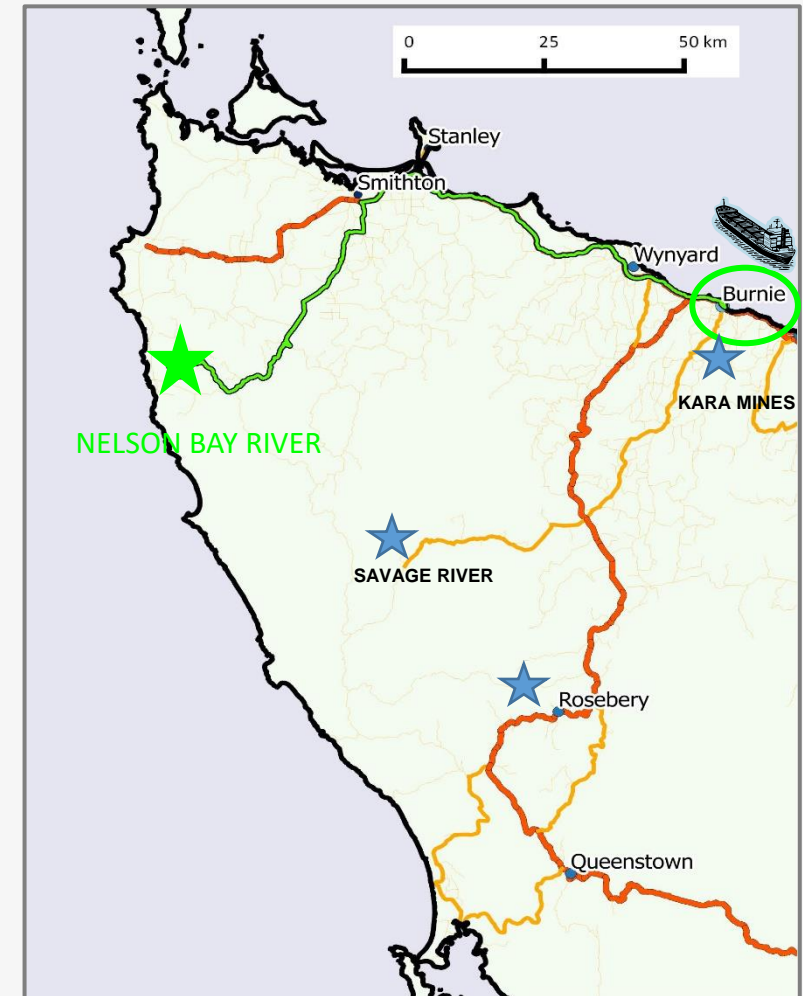 0 25 50 km
Stanley
Smithton
Wynyard
Burnie
KARA MINES
NELSON BAY RIVER
SAVAGE RIVER
Rosebery
Queenstown